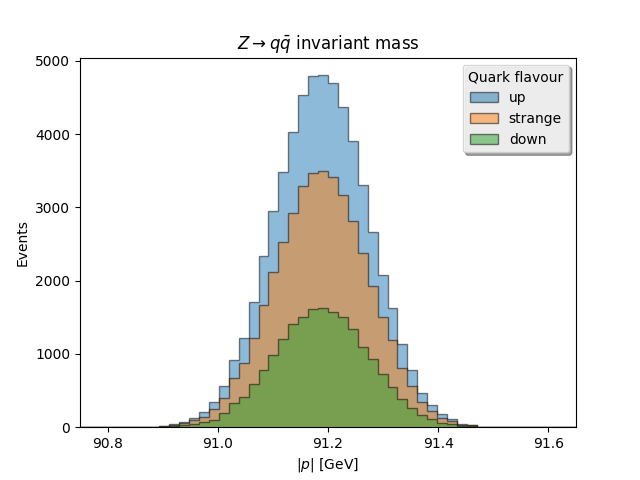 Z → qq̄ invariant mass
5000
4000
3000
2000
1000
0
Events
Quark flavour
up
strange
down
90.8 91.0 91.2 91.4 91.6
|p| [GeV]